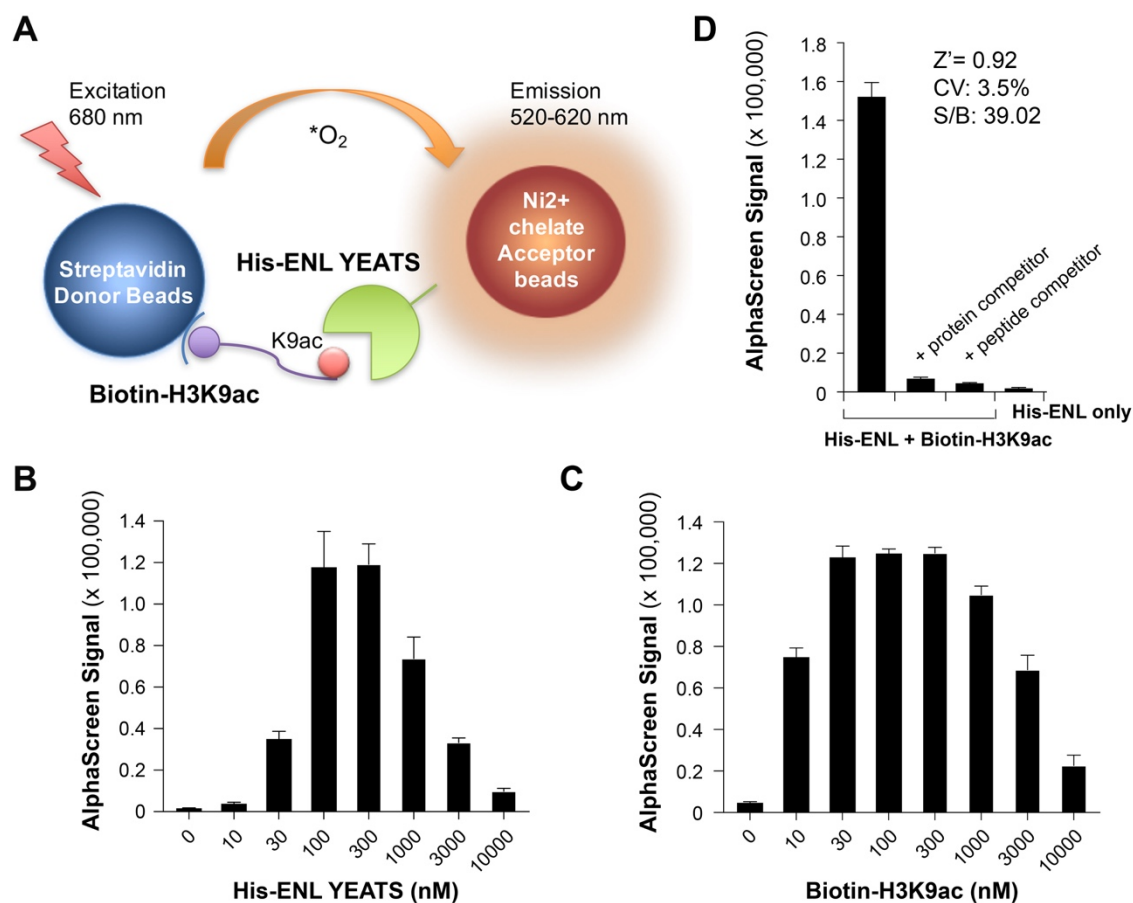 A
Excitation
680 nm
*O2
Emission
520-620 nm
Streptavidin
Donor Beads
His-ENL YEATS
Ni2+
chelate
Acceptor
beads
K9ac
Biotin-H3K9ac
D
AlphaScreen Signal (x 100,000)
1.8
1.6
1.4
1.2
1.0
0.8
0.6
0.4
0.2
0
Z'= 0.92
CV: 3.5%
S/B: 39.02
+ protein competitor
+ peptide competitor
His-ENL only
His-ENL + Biotin-H3K9ac
B
AlphaScreen Signal (x 100,000)
1.4
1.2
1.0
0.8
0.6
0.4
0.2
0
0 10 30 100 300 1000 3000 10000
His-ENL YEATS (nM)
C
AlphaScreen Signal (x 100,000)
1.4
1.2
1.0
0.8
0.6
0.4
0.2
0
0 10 30 100 300 1000 3000 10000
Biotin-H3K9ac (nM)